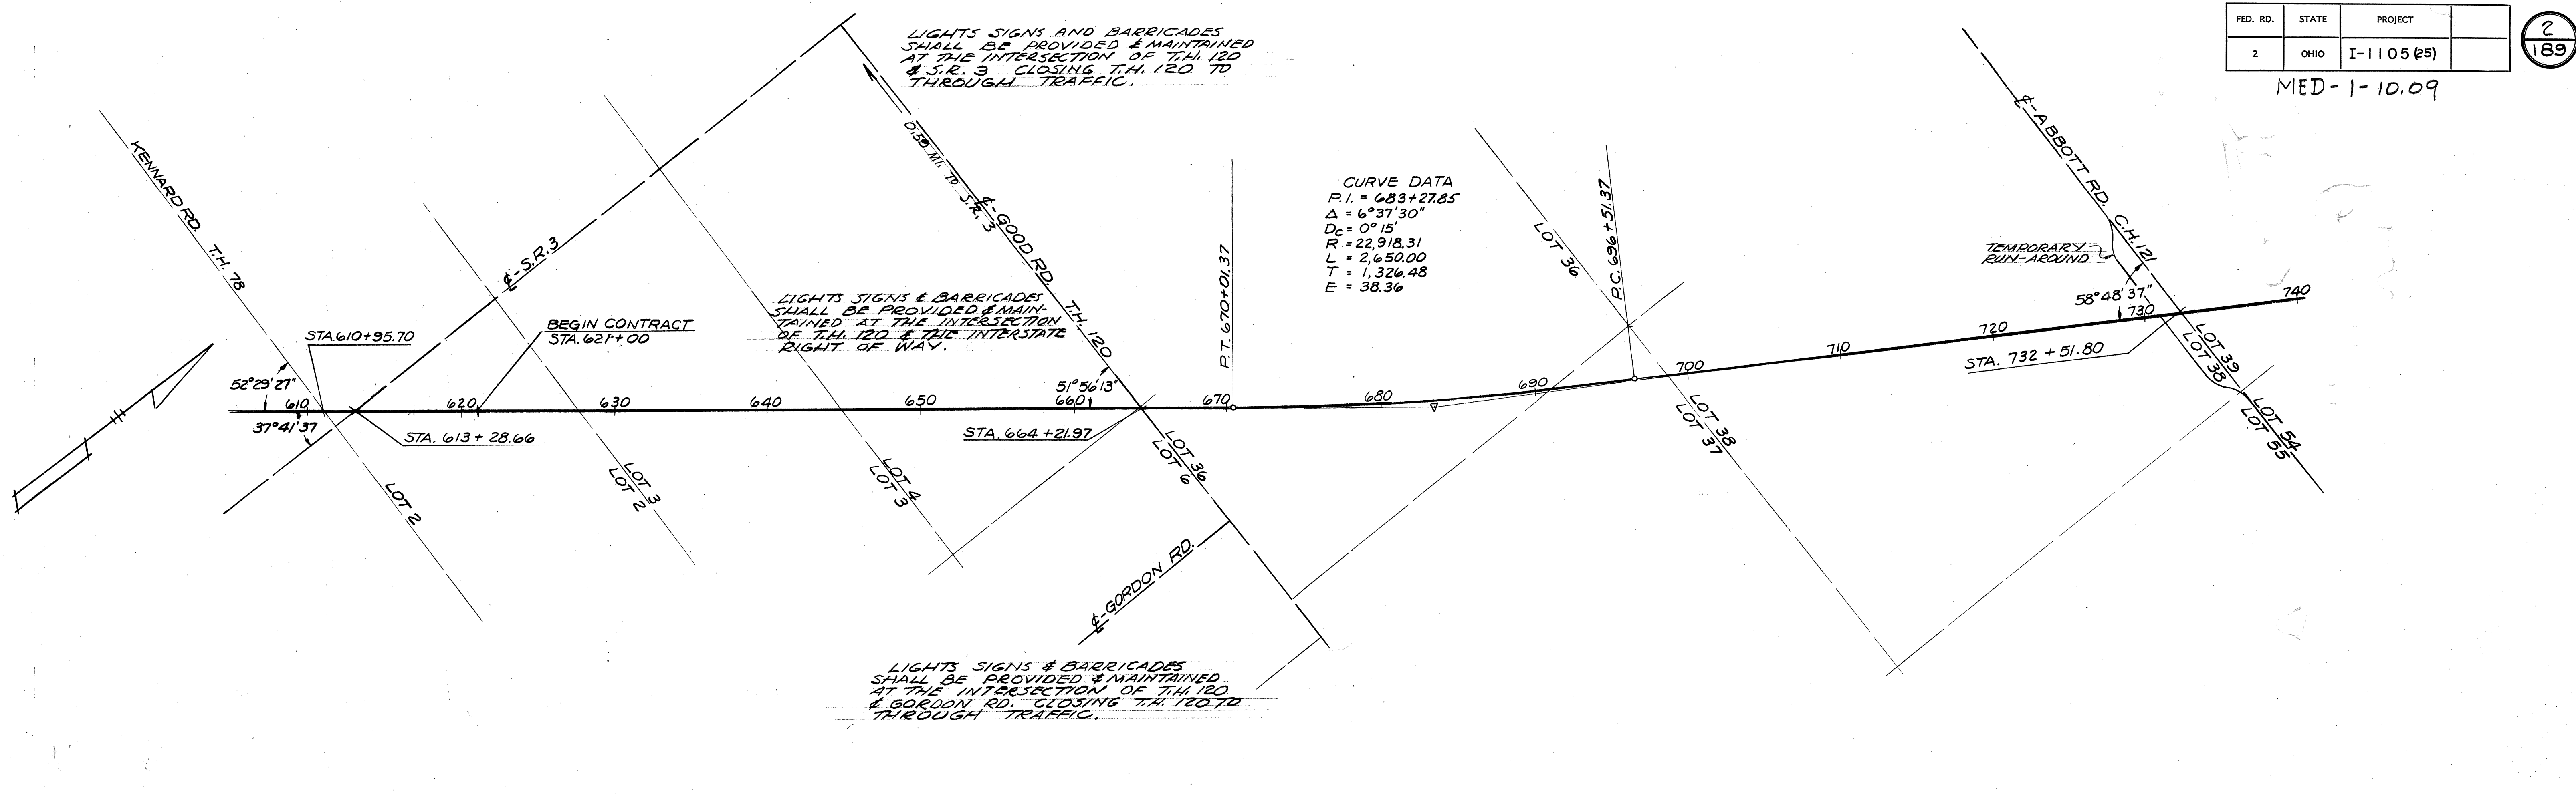 FED. RD. STATE PROJECT
2 OHIO I-1105(25)
2
189
MED-1-10.09
LIGHTS SIGNS AND BARRICADES
SHALL BE PROVIDED & MAINTAINED
AT THE INTERSECTION OF T.H. 120
& S.R. 3 CLOSING T.H. 120 TO
THROUGH TRAFFIC.
KENNARD RD. T.H. 78
℄-S.R.3
0.59 MI. TO S.R. 3
℄-GOOD RD. T.H. 120
CURVE DATA
P.I. = 683+27.85
Δ = 6°37'30"
Dc = 0°15'
R = 22,918.31
L = 2,650.00
T = 1,326.48
E = 38.36
LOT 36
P.C. 696+51.37
P.T. 670+01.37
℄-ABBOTT RD. C.H. 121
TEMPORARY
RUN-AROUND
58°48'37"
LIGHTS SIGNS & BARRICADES
SHALL BE PROVIDED & MAIN-
TAINED AT THE INTERSECTION
OF T.H. 120 & THE INTERSTATE
RIGHT OF WAY.
BEGIN CONTRACT
STA. 621+00
STA. 610+95.70
52°29'27"
37°41'37
51°56'13"
610 620 630 640 650 660 670 680 690 700 710 720 730 740
STA. 613+28.66
STA. 664+21.97
STA. 732+51.80
LOT 2
LOT 3
LOT 2
LOT 4
LOT 3
LOT 36
LOT 6
LOT 38
LOT 37
LOT 39
LOT 38
LOT 54
LOT 55
℄-GORDON RD.
LIGHTS SIGNS & BARRICADES
SHALL BE PROVIDED & MAINTAINED
AT THE INTERSECTION OF T.H. 120
& GORDON RD. CLOSING T.H. 120 TO
THROUGH TRAFFIC.